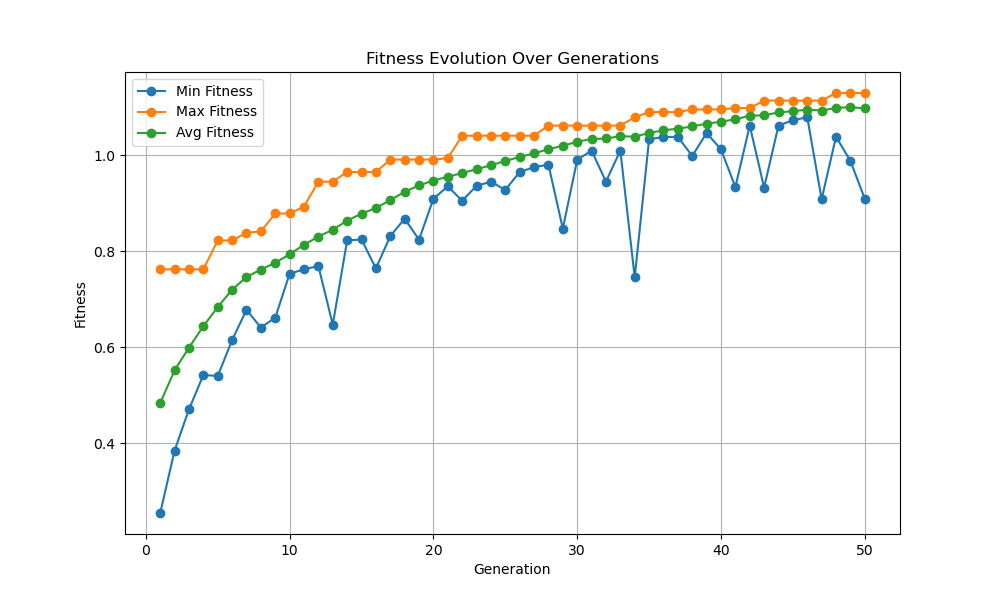 Fitness Evolution Over Generations
Min Fitness
Max Fitness
Avg Fitness
Fitness
1.0
0.8
0.6
0.4
0
10
20
30
40
50
Generation